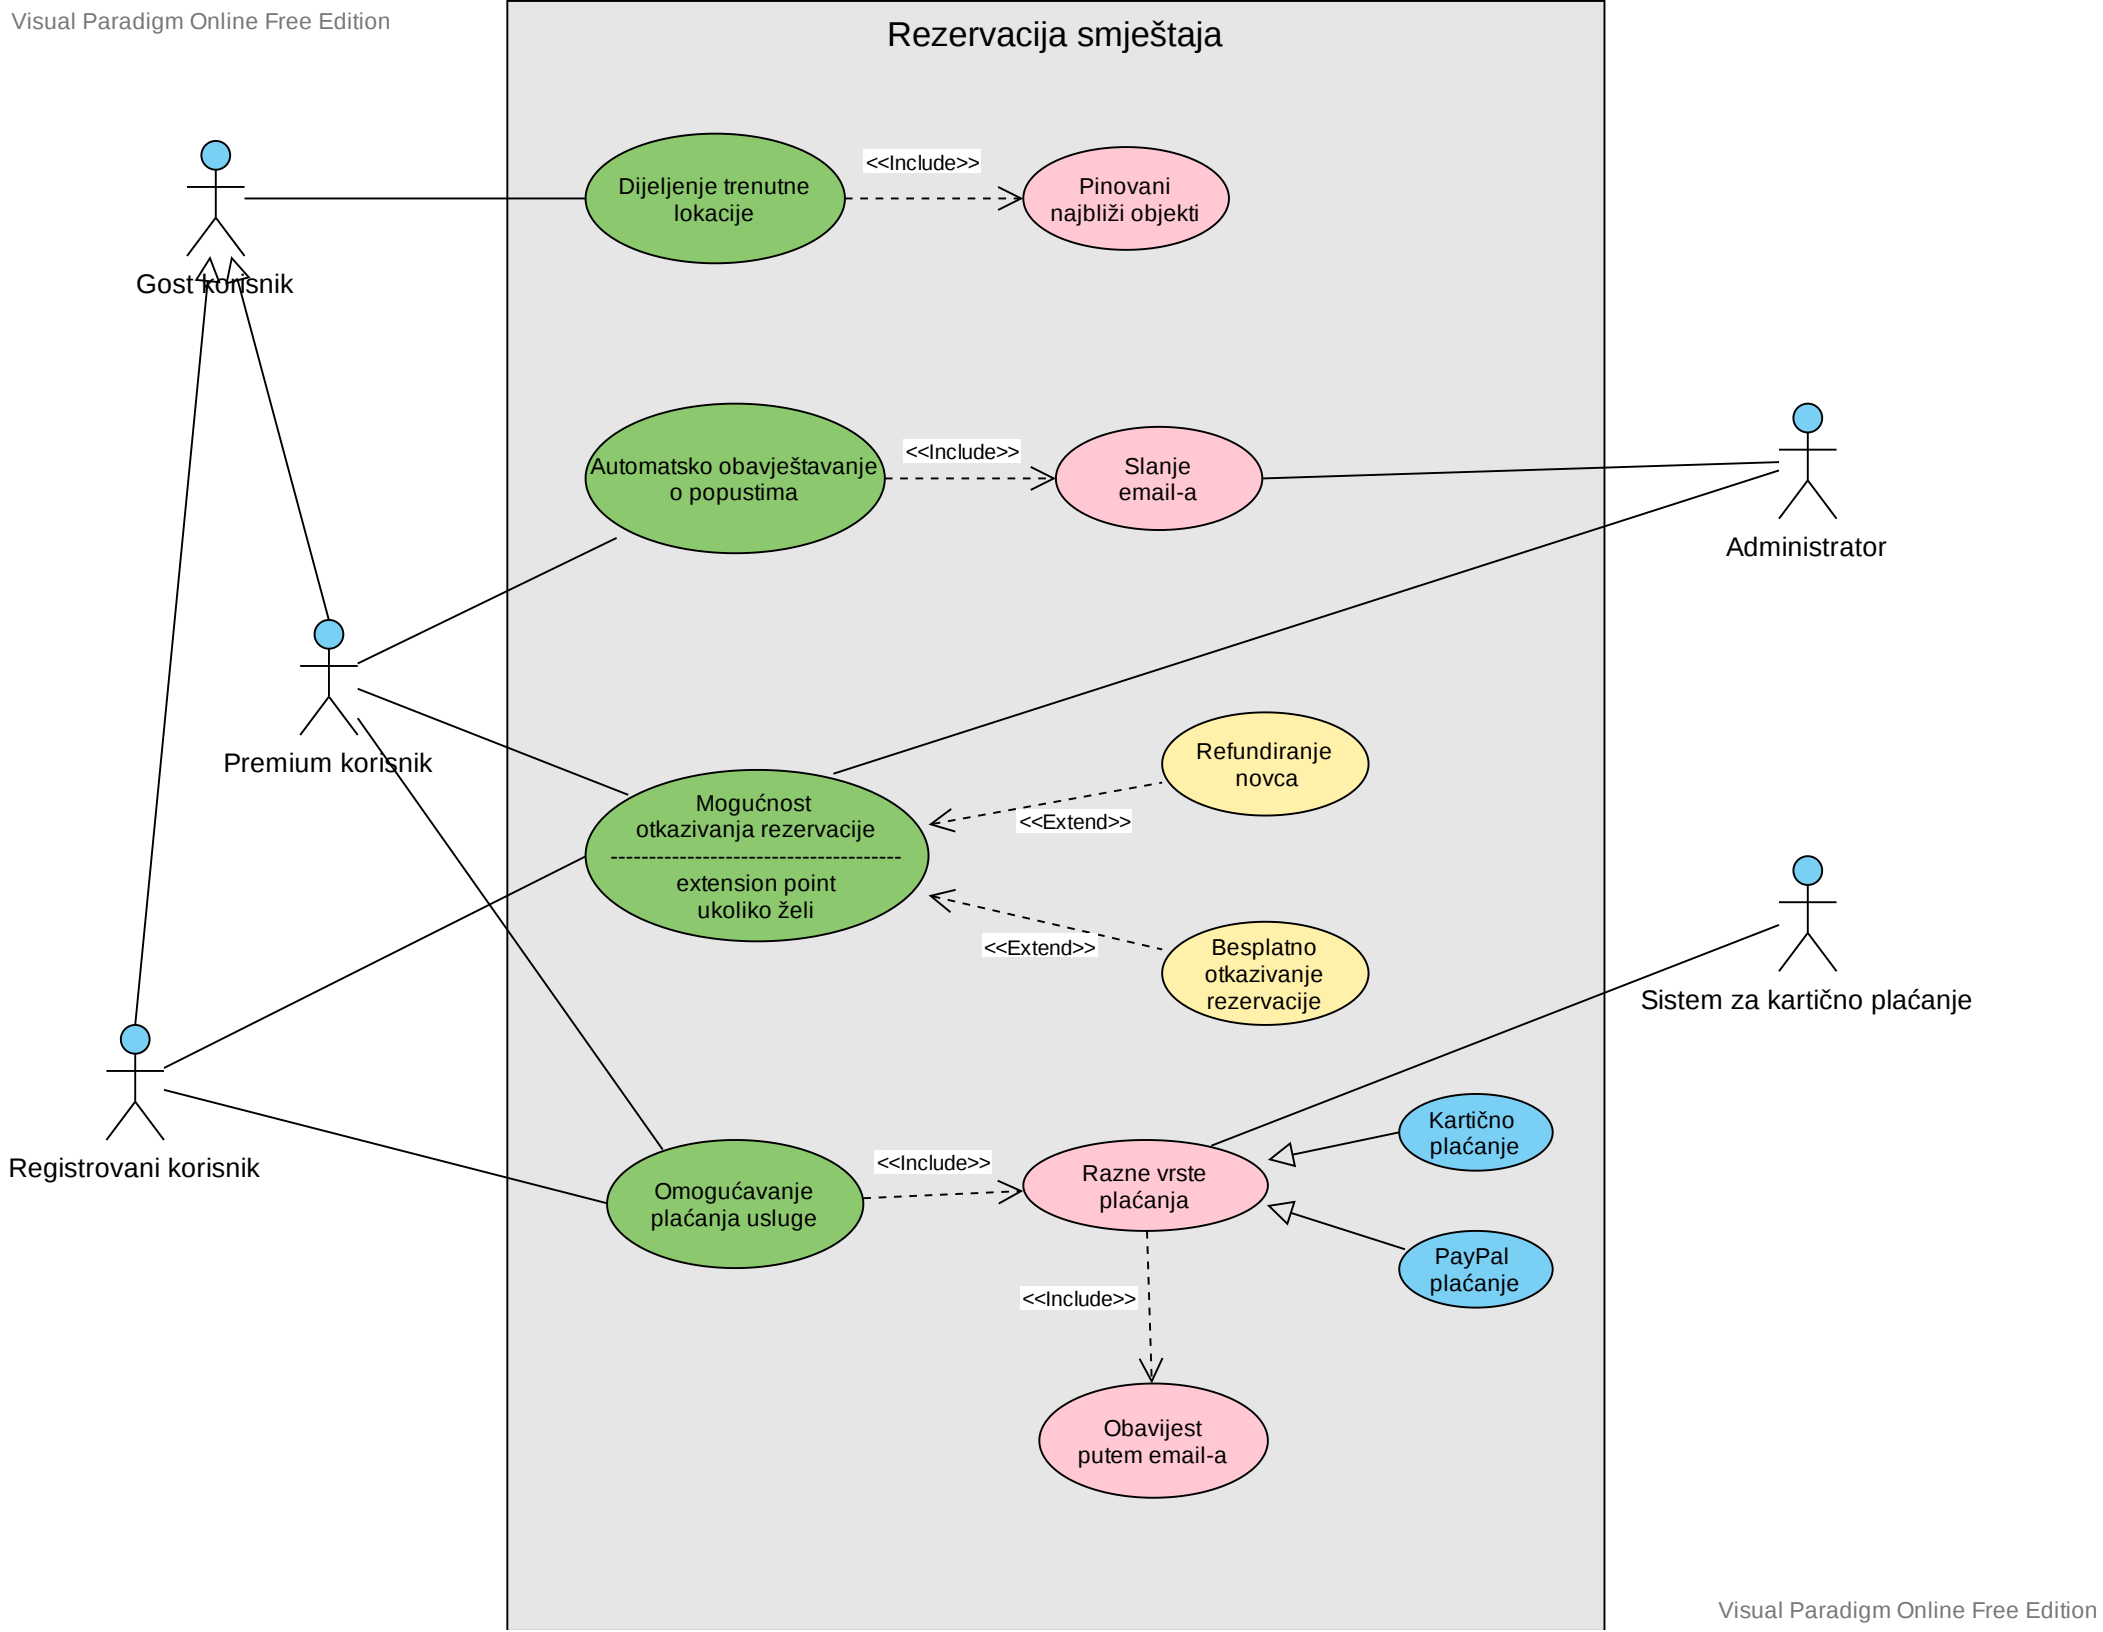 Visual Paradigm Online Free Edition
Rezervacija smještaja
Gost korisnik
Dijeljenje trenutne
lokacije
<<Include>>
Pinovani
najbliži objekti
Automatsko obavještavanje
o popustima
<<Include>>
Slanje
email-a
Administrator
Premium korisnik
Mogućnost
otkazivanja rezervacije
--------------------------------------
extension point
ukoliko želi
Refundiranje
novca
<<Extend>>
<<Extend>>
Besplatno
otkazivanje
rezervacije
Sistem za kartično plaćanje
Registrovani korisnik
Omogućavanje
plaćanja usluge
<<Include>>
Razne vrste
plaćanja
Kartično
plaćanje
PayPal
plaćanje
<<Include>>
Obavijest
putem email-a
Visual Paradigm Online Free Edition